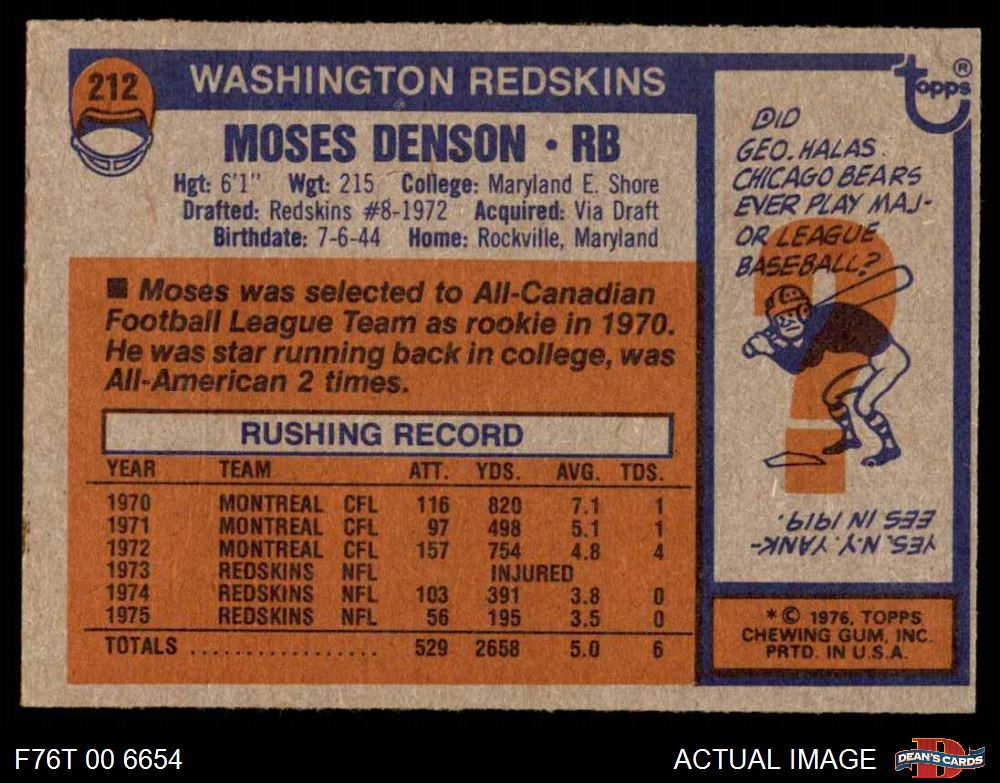 212
WASHINGTON REDSKINS
MOSES DENSON • RB
Hgt: 6'1" Wgt: 215 College: Maryland E. Shore
Drafted: Redskins #8-1972 Acquired: Via Draft
Birthdate: 7-6-44 Home: Rockville, Maryland
■ Moses was selected to All-Canadian
Football League Team as rookie in 1970.
He was star running back in college, was
All-American 2 times.
RUSHING RECORD
YEAR TEAM ATT. YDS. AVG. TDS.
1970 MONTREAL CFL 116 820 7.1 1
1971 MONTREAL CFL 97 498 5.1 1
1972 MONTREAL CFL 157 754 4.8 4
1973 REDSKINS NFL INJURED
1974 REDSKINS NFL 103 391 3.8 0
1975 REDSKINS NFL 56 195 3.5 0
TOTALS ................. 529 2658 5.0 6
Topps ®
DID
GEO. HALAS
CHICAGO BEARS
EVER PLAY MAJ-
OR LEAGUE
BASEBALL?
?
YES, N.Y. YANK-
EES IN 1919.
* © 1976, TOPPS
CHEWING GUM, INC.
PRTD. IN U.S.A.
F76T 00 6654
ACTUAL IMAGE
D
DEAN'S CARDS